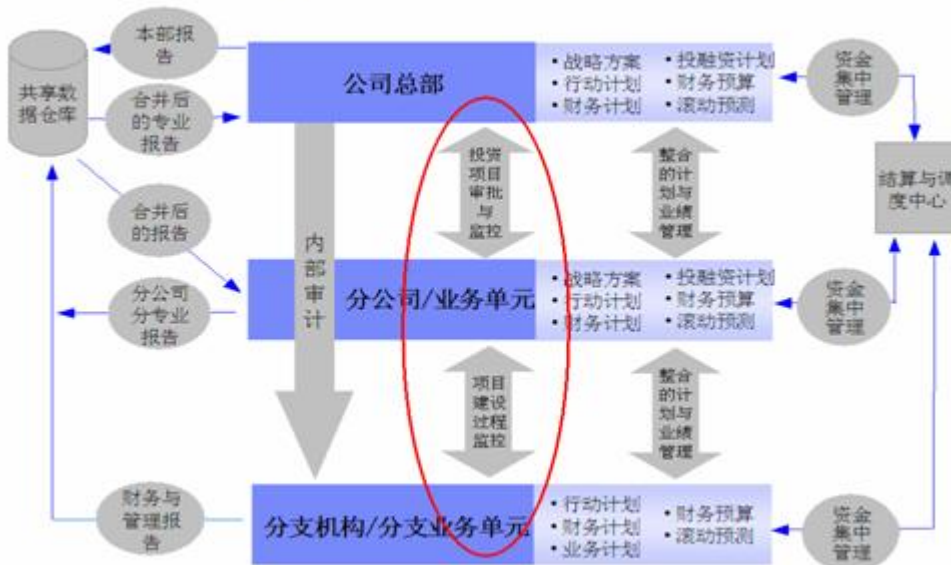 本部报
告
共享数
据仓库
合并后
的专业
报告
合并后
的报告
分公司
分专业
报告
财务与
管理报
告
公司总部
• 战略方案
• 行动计划
• 财务计划
• 投融资计划
• 财务预算
• 滚动预测
资金
集中
管理
结算与调
度中心
内部审计
投资
项目
审批
与
监控
整合
的计
划与
业绩
管理
分公司/业务单元
• 战略方案
• 行动计划
• 财务计划
• 投融资计划
• 财务预算
• 滚动预测
资金
集中
管理
项目
建设
过程
监控
整合
的计
划与
业绩
管理
分支机构/分支业务单元
• 行动计划
• 财务计划
• 业务计划
• 财务预算
• 滚动预测
资金
集中
管理